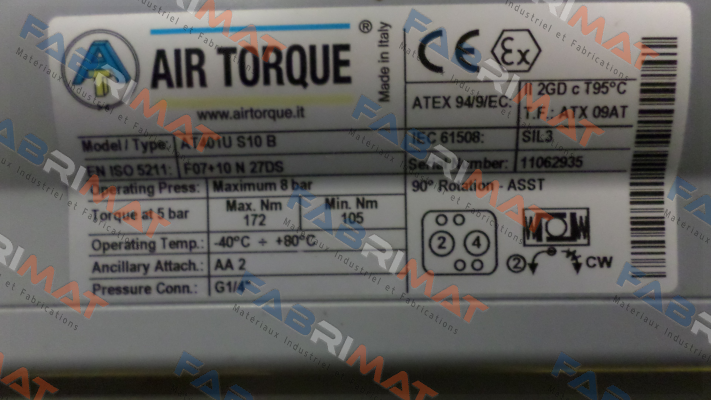 AT
AIR TORQUE ®
www.airtorque.it
Made in Italy
CE Ex
ATEX 94/9/EC: II 2GD c T95°C
T.F.: ATX 09AT
Model / Type: AT401U S10 B
IEC 61508: SIL3
EN ISO 5211: F07+10 N 27DS
Serial Number: 11062935
Operating Press: Maximum 8 bar
90° Rotation - ASST
Torque at 5 bar
Max. Nm Min. Nm
172 105
Operating Temp.: -40°C ÷ +80°C
Ancillary Attach.: AA 2
Pressure Conn.: G1/4"
2 4
2 CW
FABRIMAT
Materiaux Industriel et Fabrications